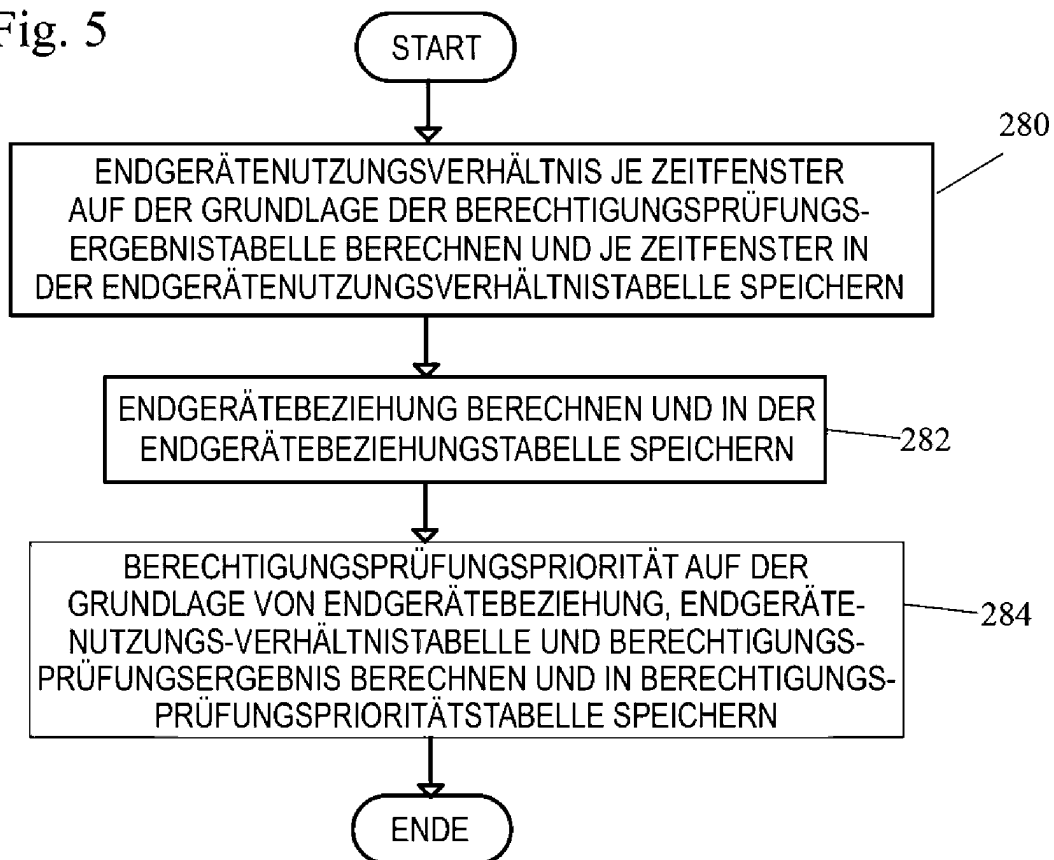 Fig. 5
START
280
ENDGERÄTENUTZUNGSVERHÄLTNIS JE ZEITFENSTER
AUF DER GRUNDLAGE DER BERECHTIGUNGSPRÜFUNGS-
ERGEBNISTABELLE BERECHNEN UND JE ZEITFENSTER IN
DER ENDGERÄTENUTZUNGSVERHÄLTNISTABELLE SPEICHERN
ENDGERÄTEBEZIEHUNG BERECHNEN UND IN DER
ENDGERÄTEBEZIEHUNGSTABELLE SPEICHERN
282
BERECHTIGUNGSPRÜFUNGSPRIORITÄT AUF DER
GRUNDLAGE VON ENDGERÄTEBEZIEHUNG, ENDGERÄTE-
NUTZUNGS-VERHÄLTNISTABELLE UND BERECHTIGUNGS-
PRÜFUNGSERGEBNIS BERECHNEN UND IN BERECHTIGUNGS-
PRÜFUNGSPRIORITÄTSTABELLE SPEICHERN
284
ENDE